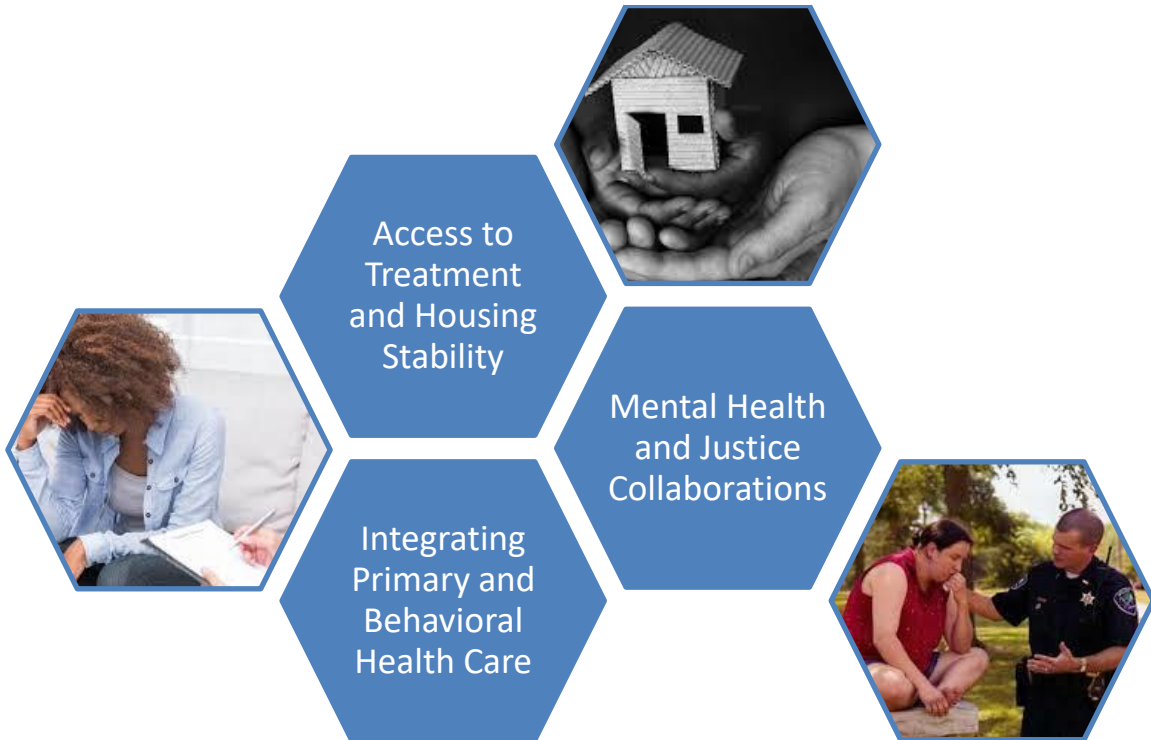 Access to
Treatment
and Housing
Stability
Mental Health
and Justice
Collaborations
Integrating
Primary and
Behavioral
Health Care